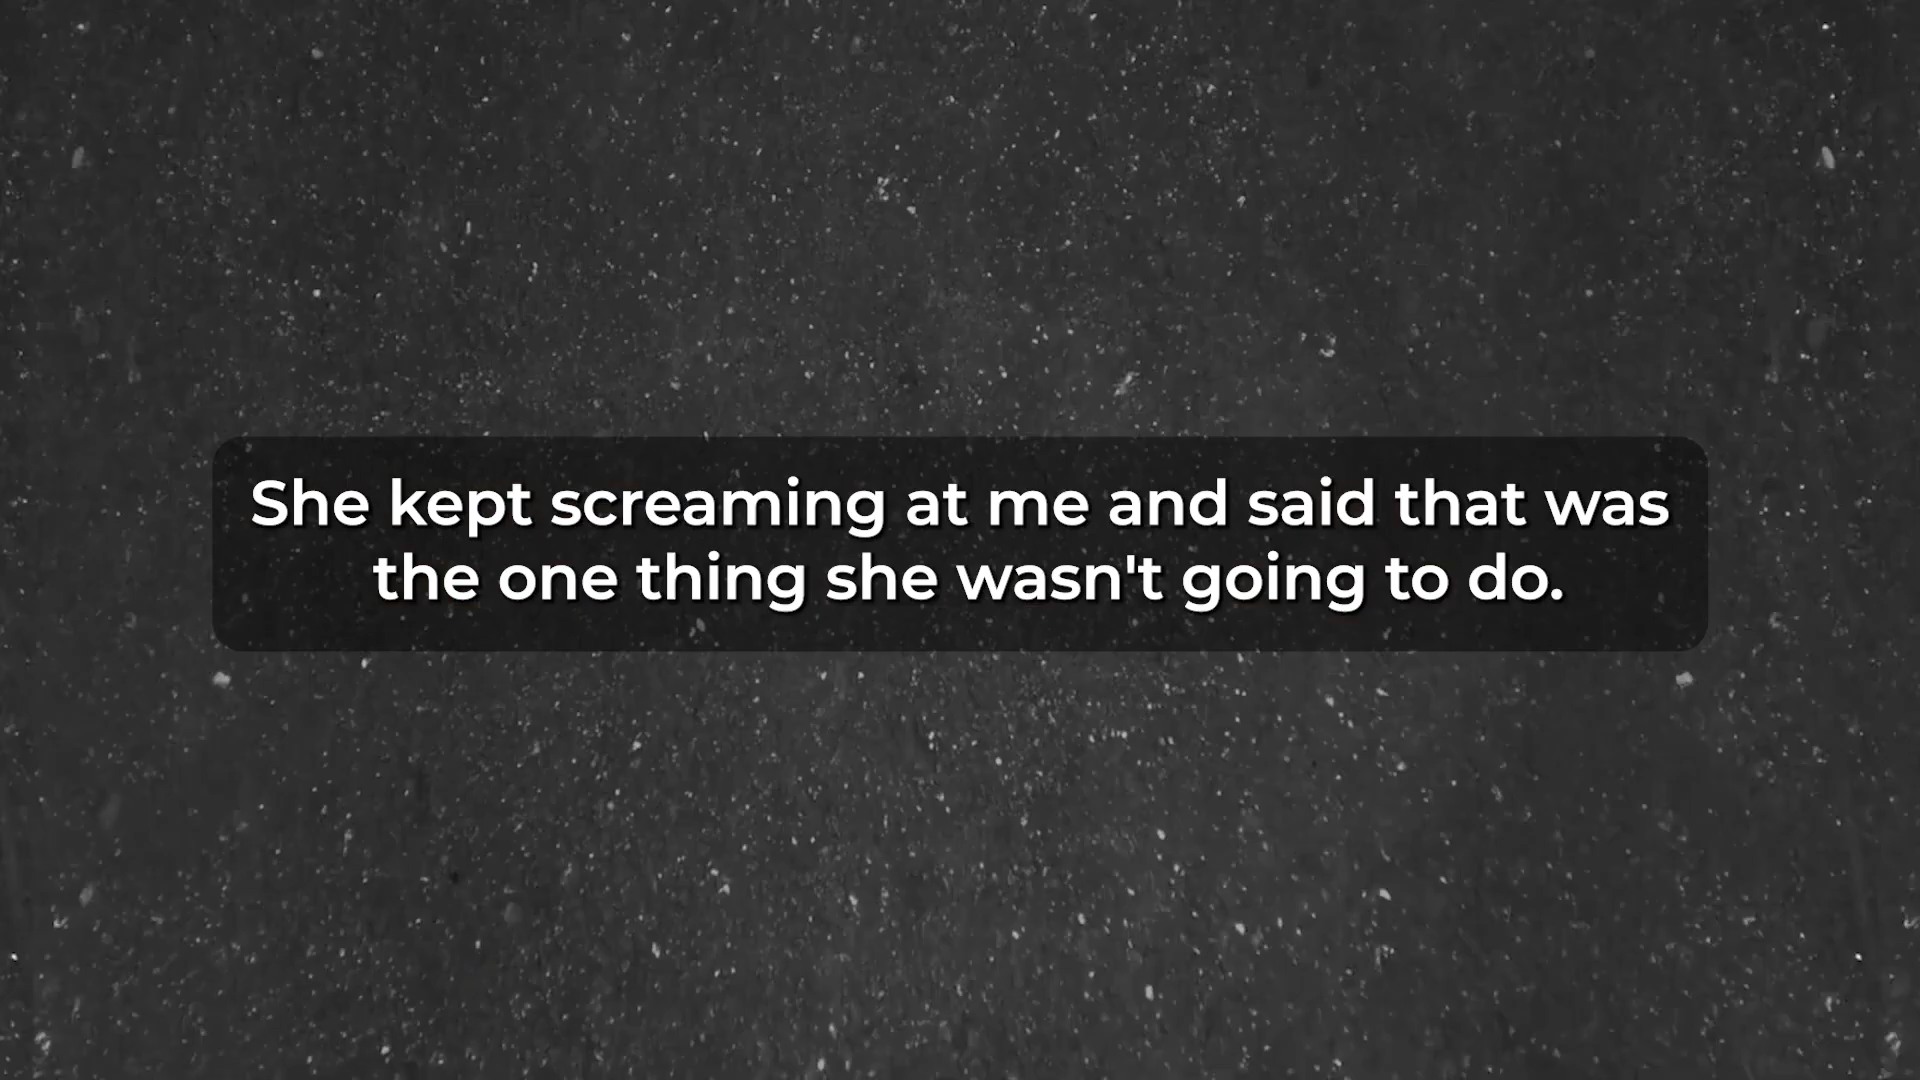 She kept screaming at me and said that was
the one thing she wasn't going to do.